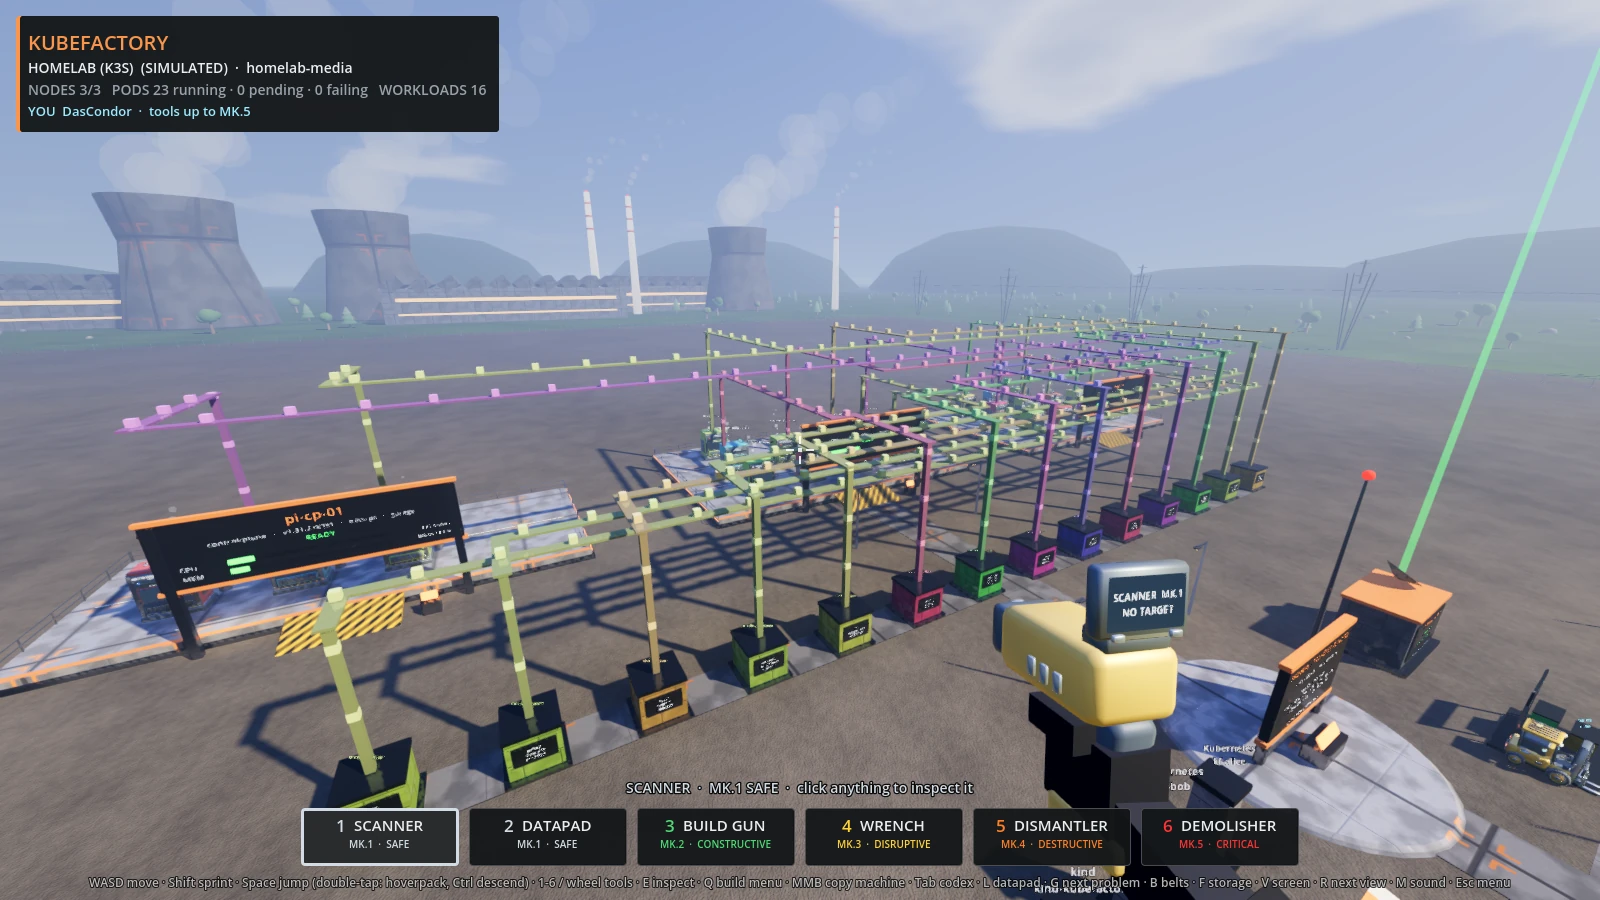 KUBEFACTORY
HOMELAB (K3S) (SIMULATED) · homelab-media
NODES 3/3 PODS 23 running · 0 pending · 0 failing WORKLOADS 16
YOU DasCondor · tools up to MK.5
pi-cp-01
READY
SCANNER MK.1
NO TARGET
Kubernetes
SCANNER · MK.1 SAFE · click anything to inspect it
1 SCANNER
MK.1 · SAFE
2 DATAPAD
MK.1 · SAFE
3 BUILD GUN
MK.2 · CONSTRUCTIVE
4 WRENCH
MK.3 · DISRUPTIVE
5 DISMANTLER
MK.4 · DESTRUCTIVE
6 DEMOLISHER
MK.5 · CRITICAL
WASD move · Shift sprint · Space jump (double-tap: hoverpack, Ctrl descend) · 1-6 / wheel tools · E inspect · Q build menu · MMB copy machine · Tab codex · L datapad · G next problem · B belts · F storage · V screen · R next view · M sound · Esc menu
kind